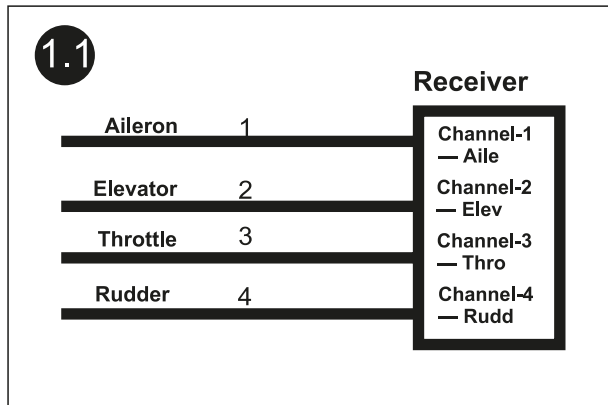 1.1
Receiver
Aileron 1
Channel-1
— Aile
Elevator 2
Channel-2
— Elev
Throttle 3
Channel-3
— Thro
Rudder 4
Channel-4
— Rudd